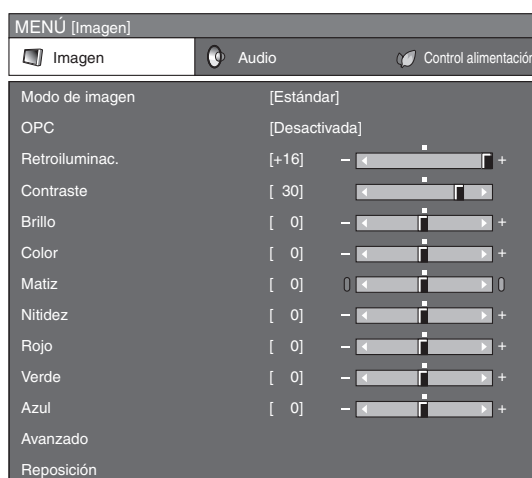 MENÚ [Imagen]
Imagen Audio Control alimentación
Modo de imagen [Estándar]
OPC [Desactivada]
Retroiluminac. [+16] – +
Contraste [ 30]
Brillo [ 0] – +
Color [ 0] – +
Matiz [ 0]
Nitidez [ 0] – +
Rojo [ 0] – +
Verde [ 0] – +
Azul [ 0] – +
Avanzado
Reposición